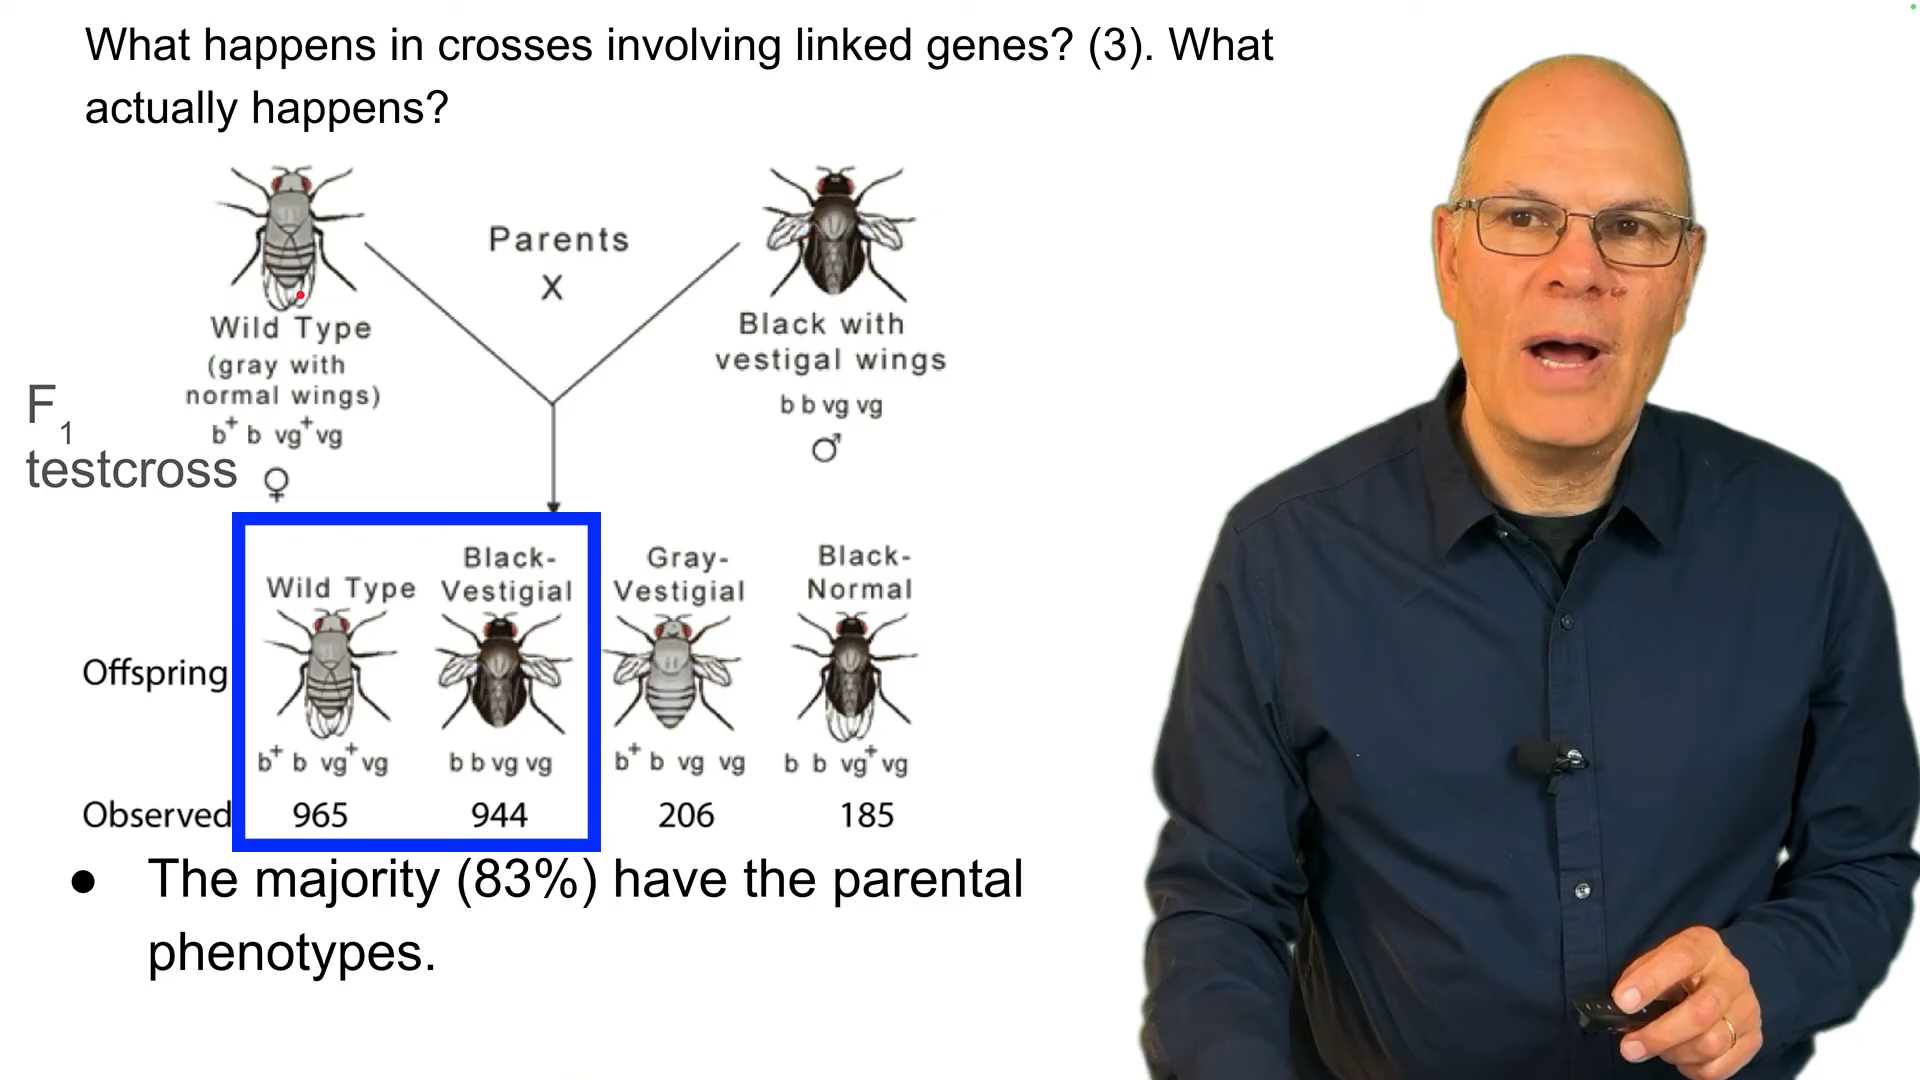 What happens in crosses involving linked genes? (3). What
actually happens?
Parents
X
Wild Type
(gray with
normal wings)
b+ b vg+ vg
♀
Black with
vestigal wings
b b vg vg
♂
F1
testcross
Wild Type
Black-
Vestigial
Gray-
Vestigial
Black-
Normal
Offspring
b+ b vg+ vg
b b vg vg
b+ b vg vg
b b vg+ vg
Observed 965 944 206 185
● The majority (83%) have the parental
phenotypes.